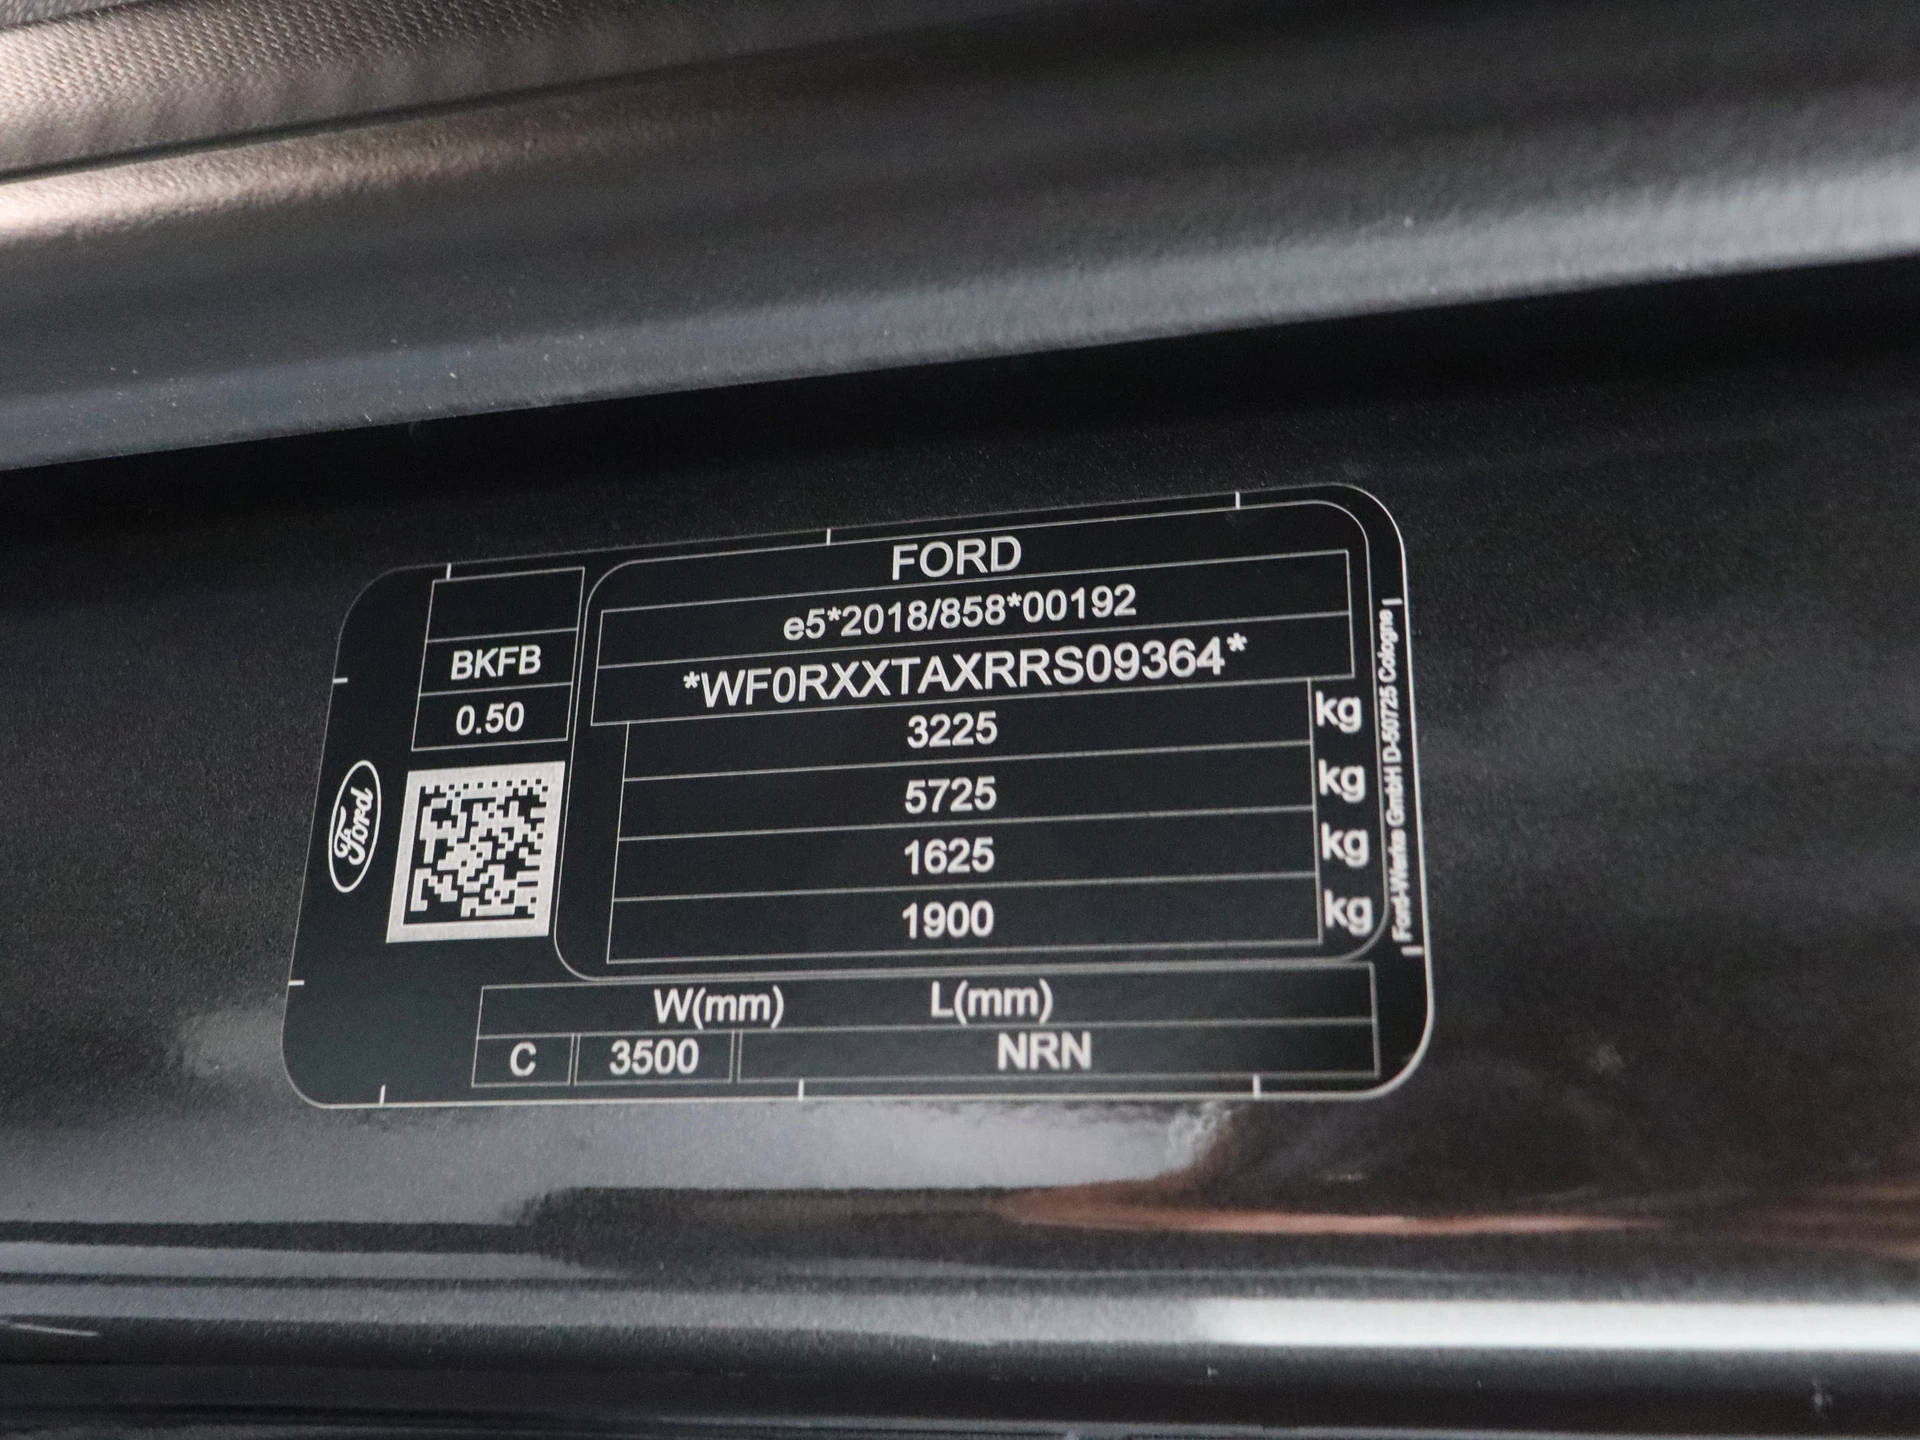 FORD
e5*2018/858*00192
*WF0RXXTAXRRS09364*
BKFB
0.50
3225 kg
5725 kg
1625 kg
1900 kg
Ford
W(mm) L(mm)
C 3500 NRN
Ford-Werke GmbH D-50725 Cologne